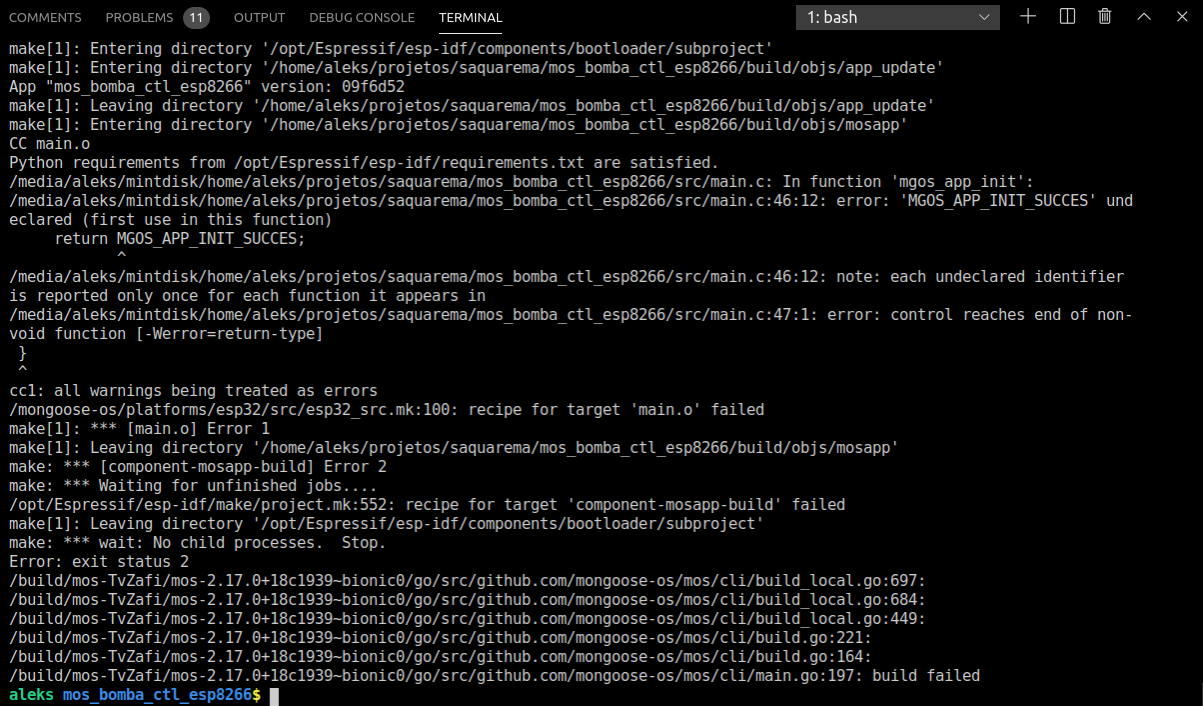 COMMENTS PROBLEMS 11 OUTPUT DEBUG CONSOLE TERMINAL 1: bash
make[1]: Entering directory '/opt/Espressif/esp-idf/components/bootloader/subproject'
make[1]: Entering directory '/home/aleks/projetos/saquarema/mos_bomba_ctl_esp8266/build/objs/app_update'
App "mos_bomba_ctl_esp8266" version: 09f6d52
make[1]: Leaving directory '/home/aleks/projetos/saquarema/mos_bomba_ctl_esp8266/build/objs/app_update'
make[1]: Entering directory '/home/aleks/projetos/saquarema/mos_bomba_ctl_esp8266/build/objs/mosapp'
CC main.o
Python requirements from /opt/Espressif/esp-idf/requirements.txt are satisfied.
/media/aleks/mintdisk/home/aleks/projetos/saquarema/mos_bomba_ctl_esp8266/src/main.c: In function 'mgos_app_init':
/media/aleks/mintdisk/home/aleks/projetos/saquarema/mos_bomba_ctl_esp8266/src/main.c:46:12: error: 'MGOS_APP_INIT_SUCCES' und
eclared (first use in this function)
     return MGOS_APP_INIT_SUCCES;
            ^
/media/aleks/mintdisk/home/aleks/projetos/saquarema/mos_bomba_ctl_esp8266/src/main.c:46:12: note: each undeclared identifier
is reported only once for each function it appears in
/media/aleks/mintdisk/home/aleks/projetos/saquarema/mos_bomba_ctl_esp8266/src/main.c:47:1: error: control reaches end of non-
void function [-Werror=return-type]
 }
 ^
cc1: all warnings being treated as errors
/mongoose-os/platforms/esp32/src/esp32_src.mk:100: recipe for target 'main.o' failed
make[1]: *** [main.o] Error 1
make[1]: Leaving directory '/home/aleks/projetos/saquarema/mos_bomba_ctl_esp8266/build/objs/mosapp'
make: *** [component-mosapp-build] Error 2
make: *** Waiting for unfinished jobs....
/opt/Espressif/esp-idf/make/project.mk:552: recipe for target 'component-mosapp-build' failed
make[1]: Leaving directory '/opt/Espressif/esp-idf/components/bootloader/subproject'
make: *** wait: No child processes.  Stop.
Error: exit status 2
/build/mos-TvZafi/mos-2.17.0+18c1939~bionic0/go/src/github.com/mongoose-os/mos/cli/build_local.go:697:
/build/mos-TvZafi/mos-2.17.0+18c1939~bionic0/go/src/github.com/mongoose-os/mos/cli/build_local.go:684:
/build/mos-TvZafi/mos-2.17.0+18c1939~bionic0/go/src/github.com/mongoose-os/mos/cli/build_local.go:449:
/build/mos-TvZafi/mos-2.17.0+18c1939~bionic0/go/src/github.com/mongoose-os/mos/cli/build.go:221:
/build/mos-TvZafi/mos-2.17.0+18c1939~bionic0/go/src/github.com/mongoose-os/mos/cli/build.go:164:
/build/mos-TvZafi/mos-2.17.0+18c1939~bionic0/go/src/github.com/mongoose-os/mos/cli/main.go:197: build failed
aleks mos_bomba_ctl_esp8266$